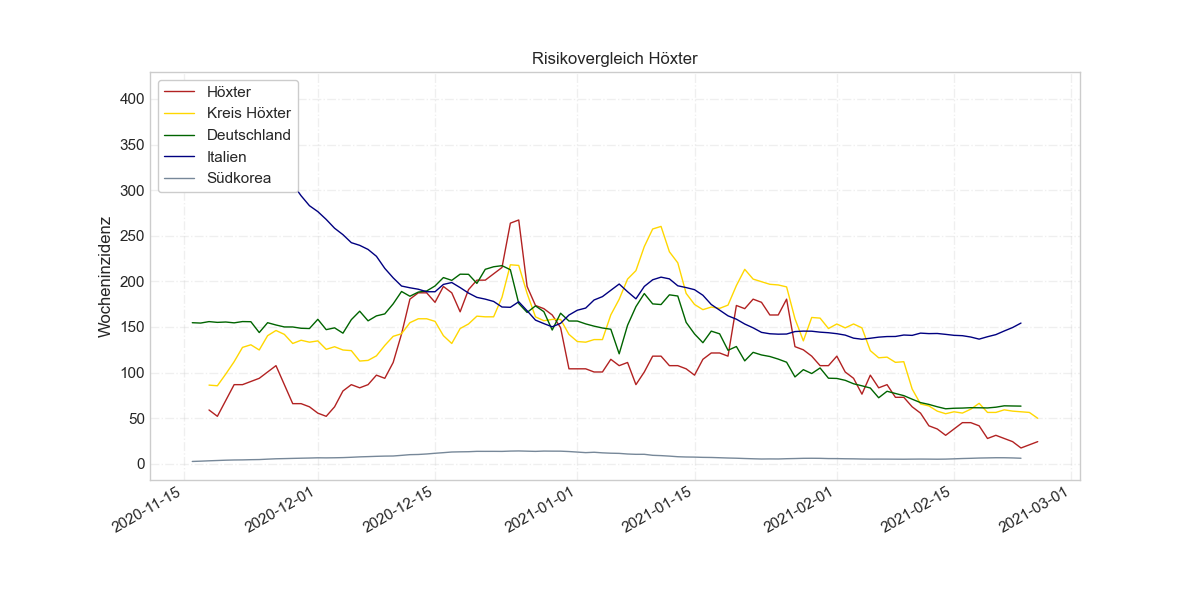 Risikovergleich Höxter
Höxter
Kreis Höxter
Deutschland
Italien
Südkorea
Wocheninzidenz
400
350
300
250
200
150
100
50
0
2020-11-15
2020-12-01
2020-12-15
2021-01-01
2021-01-15
2021-02-01
2021-02-15
2021-03-01